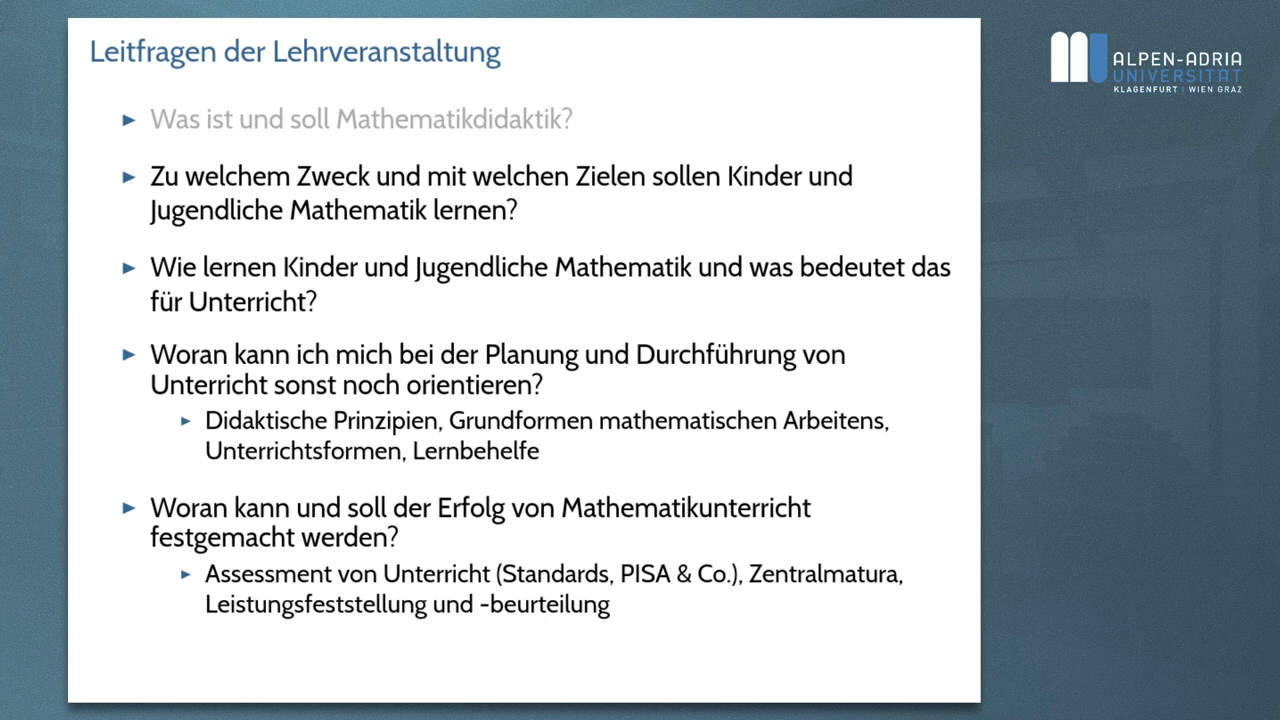 Leitfragen der Lehrveranstaltung
► Was ist und soll Mathematikdidaktik?
► Zu welchem Zweck und mit welchen Zielen sollen Kinder und
Jugendliche Mathematik lernen?
► Wie lernen Kinder und Jugendliche Mathematik und was bedeutet das
für Unterricht?
► Woran kann ich mich bei der Planung und Durchführung von
Unterricht sonst noch orientieren?
► Didaktische Prinzipien, Grundformen mathematischen Arbeitens,
Unterrichtsformen, Lernbehelfe
► Woran kann und soll der Erfolg von Mathematikunterricht
festgemacht werden?
► Assessment von Unterricht (Standards, PISA & Co.), Zentralmatura,
Leistungsfeststellung und -beurteilung
ALPEN-ADRIA
UNIVERSITÄT
KLAGENFURT | WIEN GRAZ